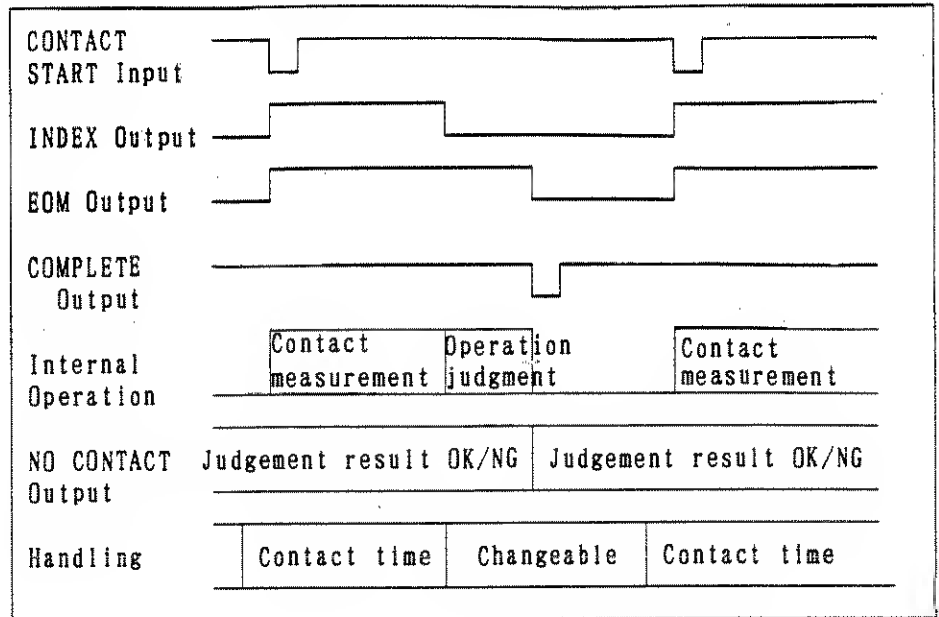 CONTACT
START Input
INDEX Output
EOM Output
COMPLETE
Output
Internal
Operation
Contact
measurement
Operation
judgment
Contact
measurement
NO CONTACT
Output
Judgement result OK/NG
Judgement result OK/NG
Handling
Contact time
Changeable
Contact time